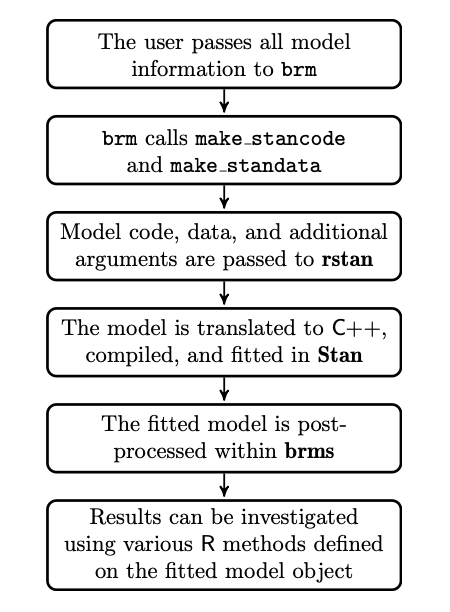 The user passes all model
information to brm
brm calls make_stancode
and make_standata
Model code, data, and additional
arguments are passed to rstan
The model is translated to C++,
compiled, and fitted in Stan
The fitted model is post-
processed within brms
Results can be investigated
using various R methods defined
on the fitted model object